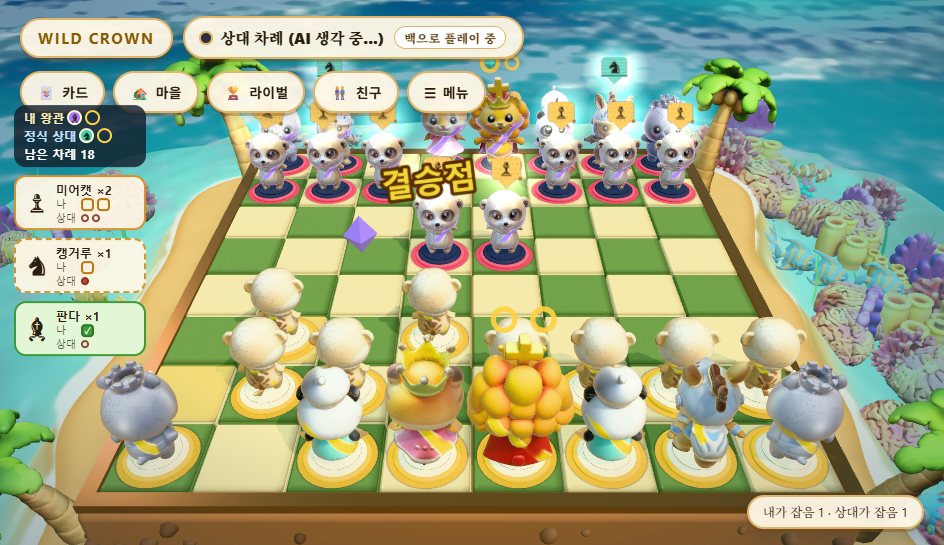 WILD CROWN
상대 차례 (AI 생각 중...)
백으로 플레이 중
카드
마을
라이벌
친구
메뉴
내 왕관
정식 상대
남은 차례 18
미어캣 ×2
나
상대
캥거루 ×1
나
상대
판다 ×1
나
상대
결승점
내가 잡음 1 · 상대가 잡음 1